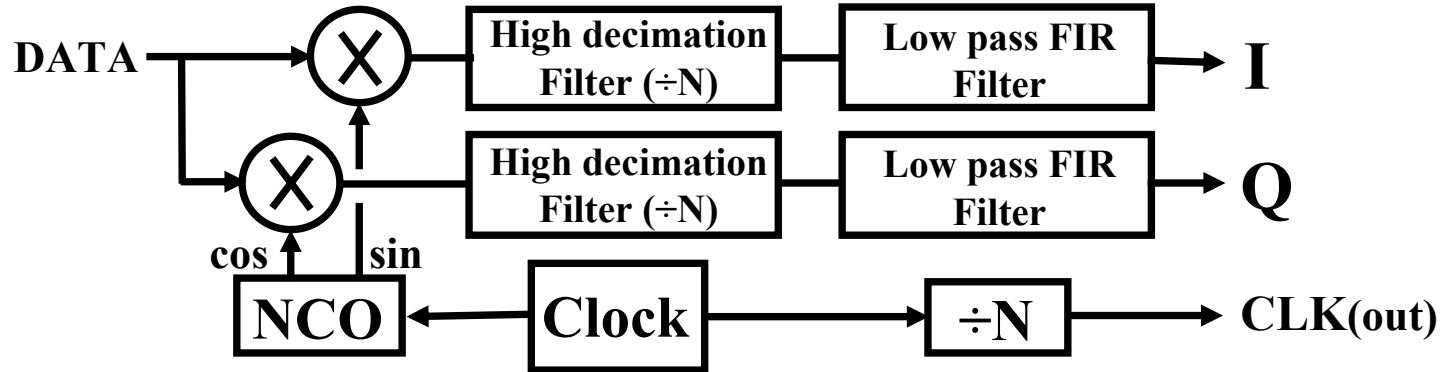 DATA
High decimation
Filter (÷N)
Low pass FIR
Filter
I
High decimation
Filter (÷N)
Low pass FIR
Filter
Q
cos
sin
NCO
Clock
÷N
CLK(out)